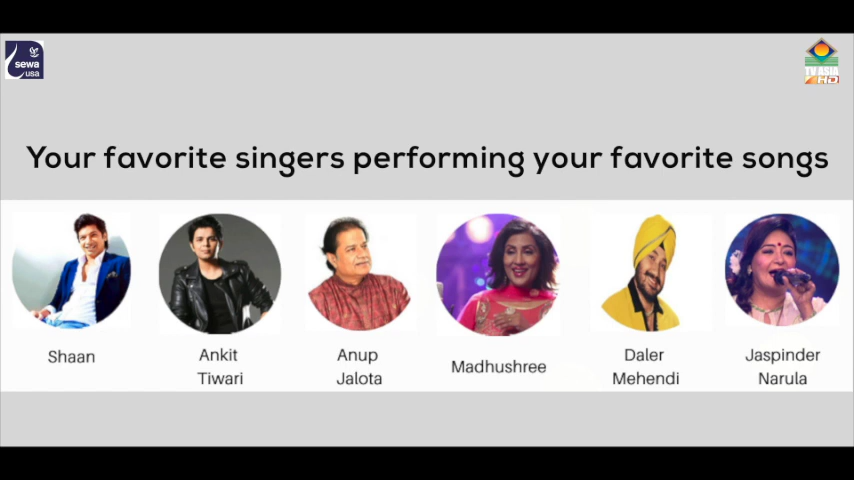 sewa
usa
TV ASIA
HD
Your favorite singers performing your favorite songs
Shaan
Ankit
Tiwari
Anup
Jalota
Madhushree
Daler
Mehendi
Jaspinder
Narula